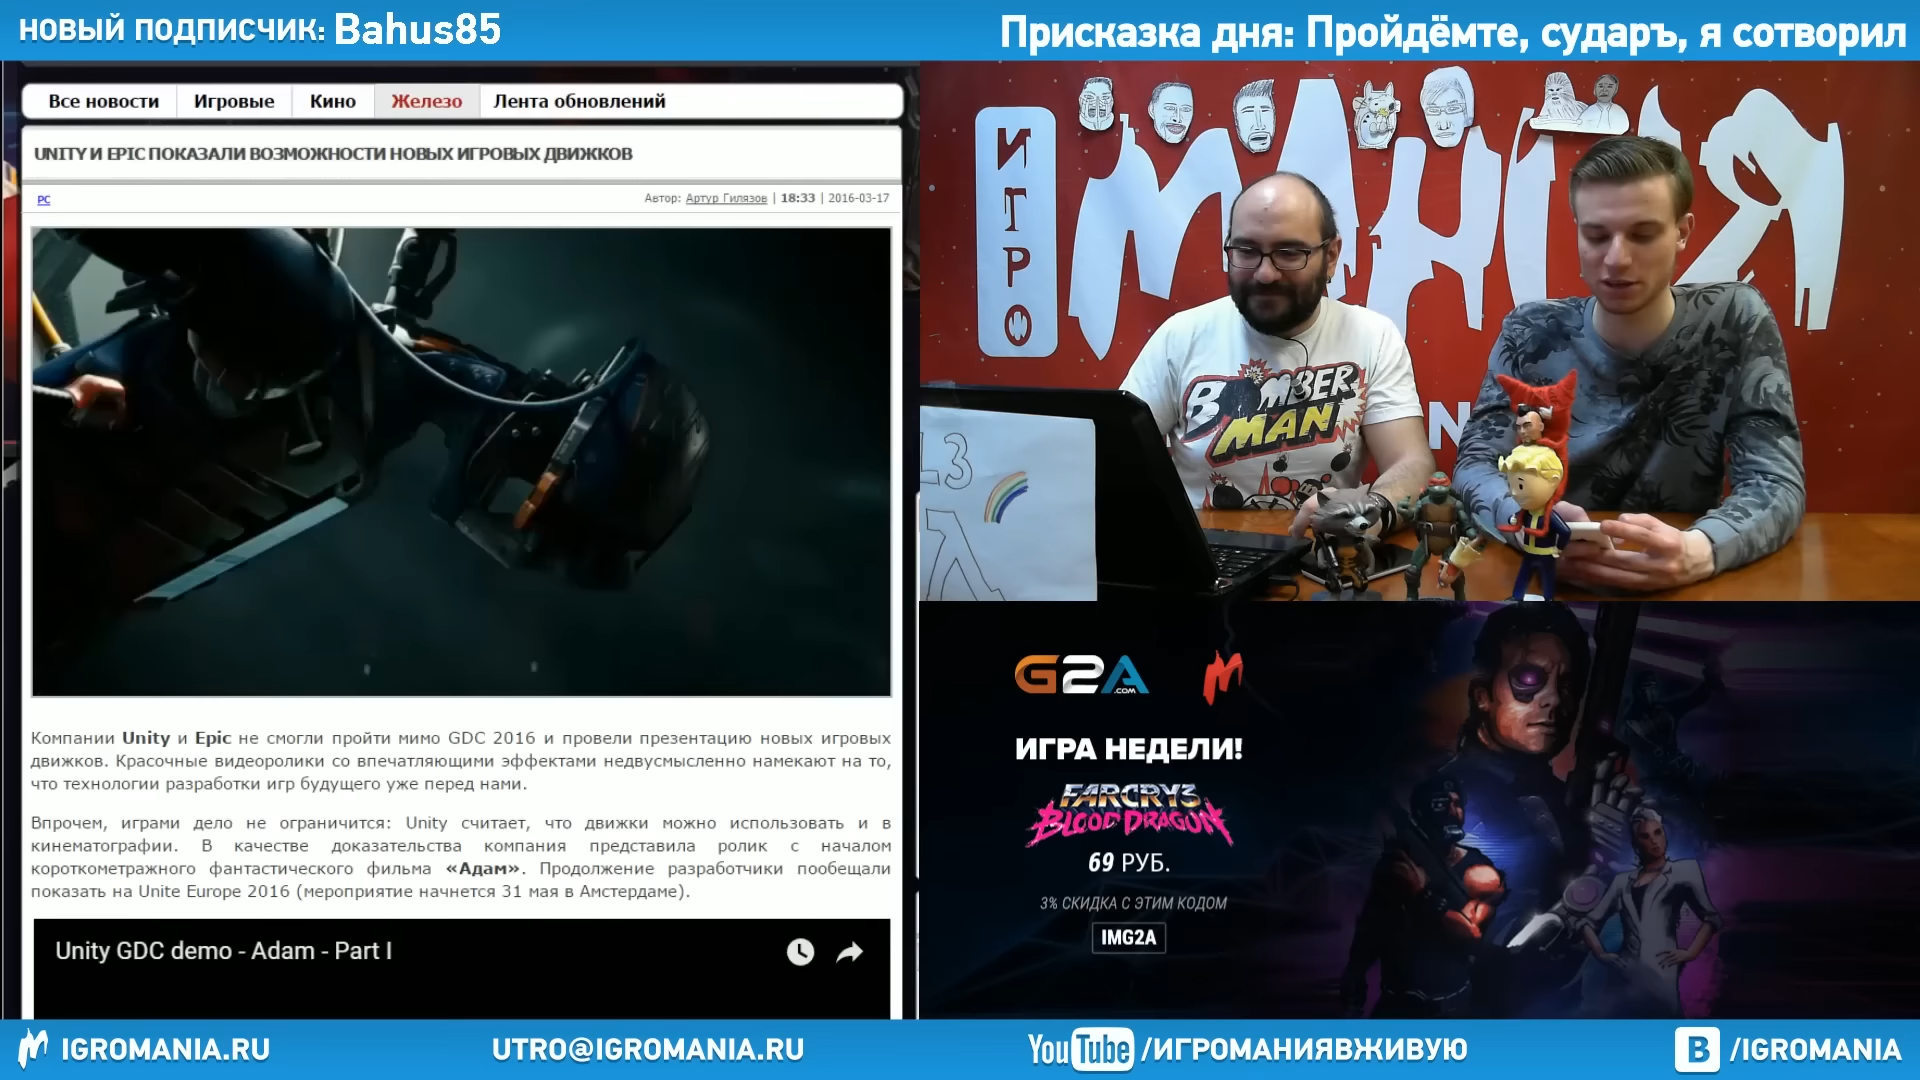 НОВЫЙ ПОДПИСЧИК: Bahus85
Присказка дня: Пройдёмте, сударъ, я сотворил
Все новости Игровые Кино Железо Лента обновлений
UNITY И EPIC ПОКАЗАЛИ ВОЗМОЖНОСТИ НОВЫХ ИГРОВЫХ ДВИЖКОВ
PC
Автор: Артур Гилязов | 18:33 | 2016-03-17
Компании Unity и Epic не смогли пройти мимо GDC 2016 и провели презентацию новых игровых
движков. Красочные видеоролики со впечатляющими эффектами недвусмысленно намекают на то,
что технологии разработки игр будущего уже перед нами.
Впрочем, играми дело не ограничится: Unity считает, что движки можно использовать и в
кинематографии. В качестве доказательства компания представила ролик с началом
короткометражного фантастического фильма «Адам». Продолжение разработчики пообещали
показать на Unite Europe 2016 (мероприятие начнется 31 мая в Амстердаме).
Unity GDC demo - Adam - Part I
ИГРО
МАНИЯ
BOMBER
MAN
N
L3
G2A
.COM
ИГРА НЕДЕЛИ!
FARCRY3
BLOOD DRAGON
69 РУБ.
3% СКИДКА С ЭТИМ КОДОМ
IMG2A
IGROMANIA.RU
UTRO@IGROMANIA.RU
YouTube /ИГРОМАНИЯВЖИВУЮ
B /IGROMANIA